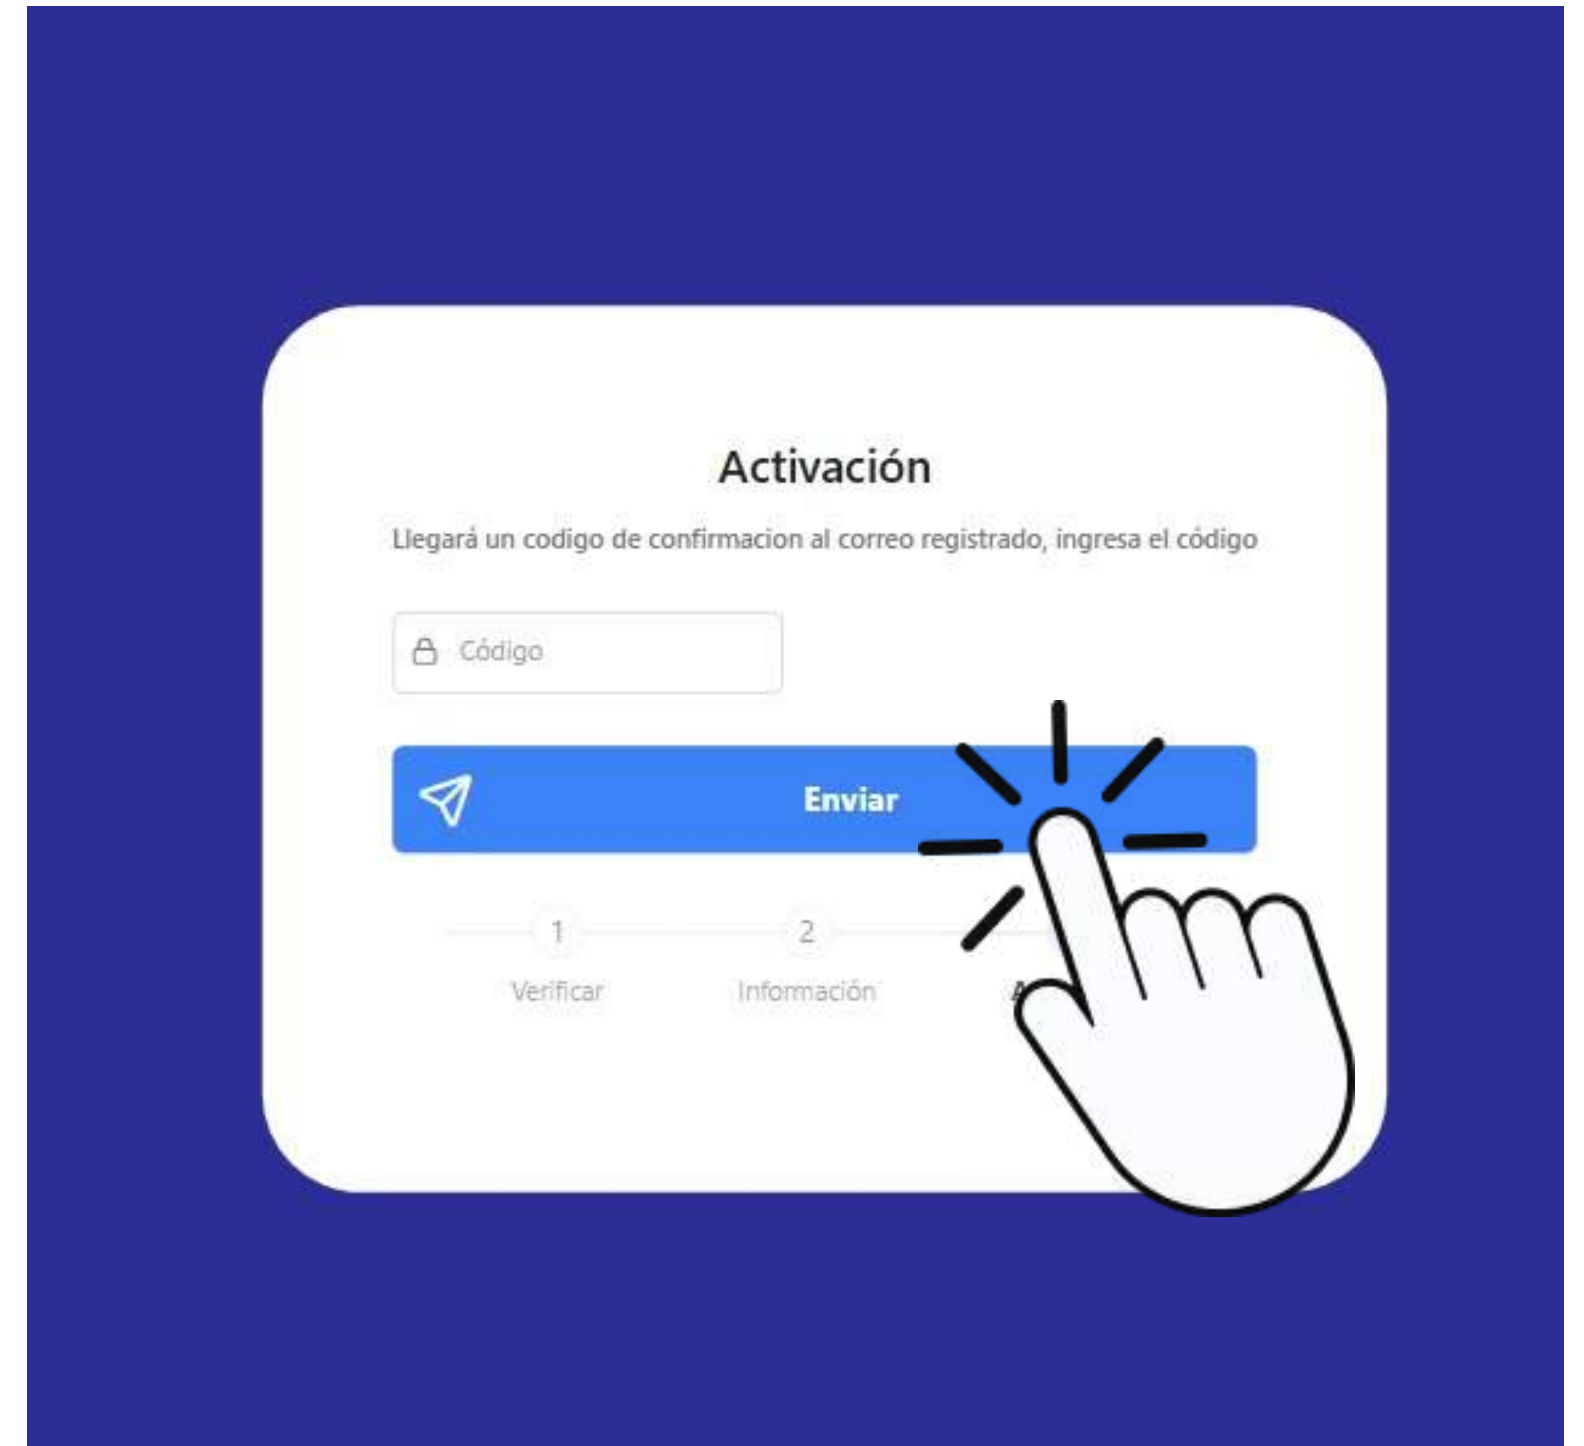 Activación
Llegará un codigo de confirmacion al correo registrado, ingresa el código
Código
Enviar
1 2
Verificar Información